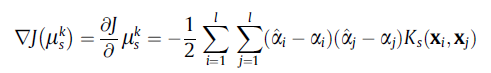 ∇J(μ_s^k) = ∂J/∂ μ_s^k = −1/2 ∑_{i=1}^{l} ∑_{j=1}^{l} (α̂_i − α_i)(α̂_j − α_j)K_s(𝐱_i, 𝐱_j)